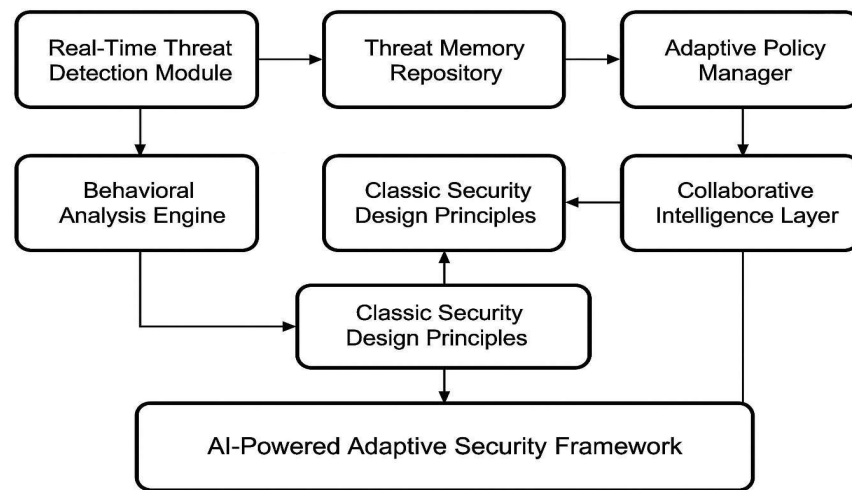 Real-Time Threat
Detection Module
Threat Memory
Repository
Adaptive Policy
Manager
Behavioral
Analysis Engine
Classic Security
Design Principles
Collaborative
Intelligence Layer
Classic Security
Design Principles
AI-Powered Adaptive Security Framework